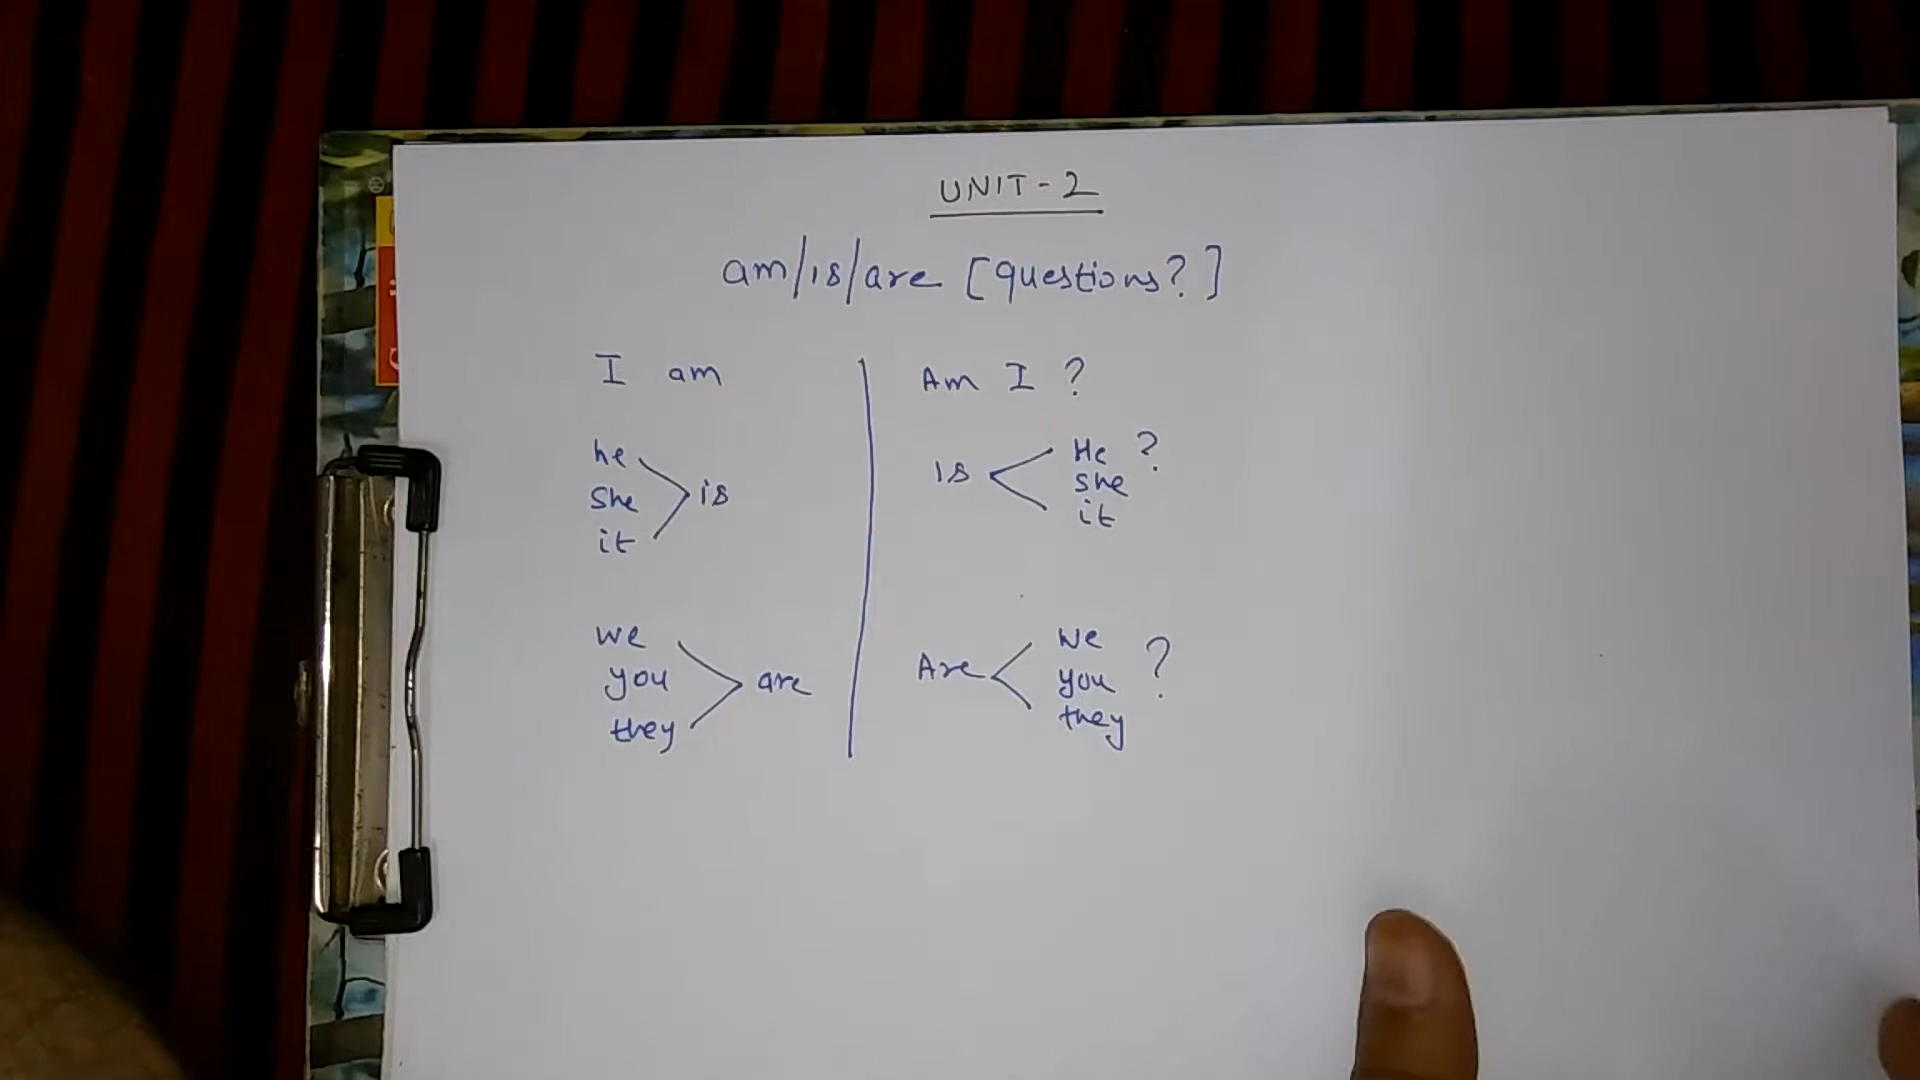 UNIT-2
am/is/are [questions?]
I am
he
she
it
is
we
you
they
are
Am I ?
Is
He ?
she
it
Are
we
you ?
they